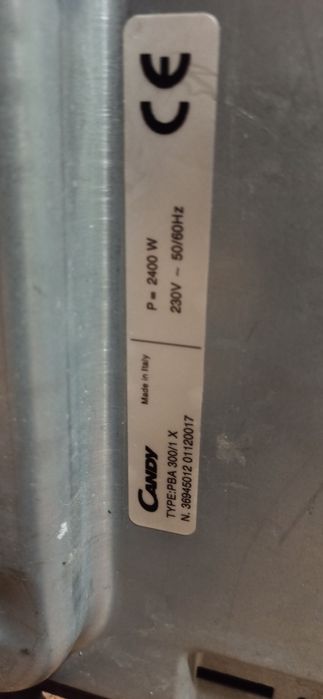 CANDY Made in Italy
TYPE:PBA 300/1 X
N. 36945012 01120017
P = 2400 W
230V ~ 50/60Hz
CE